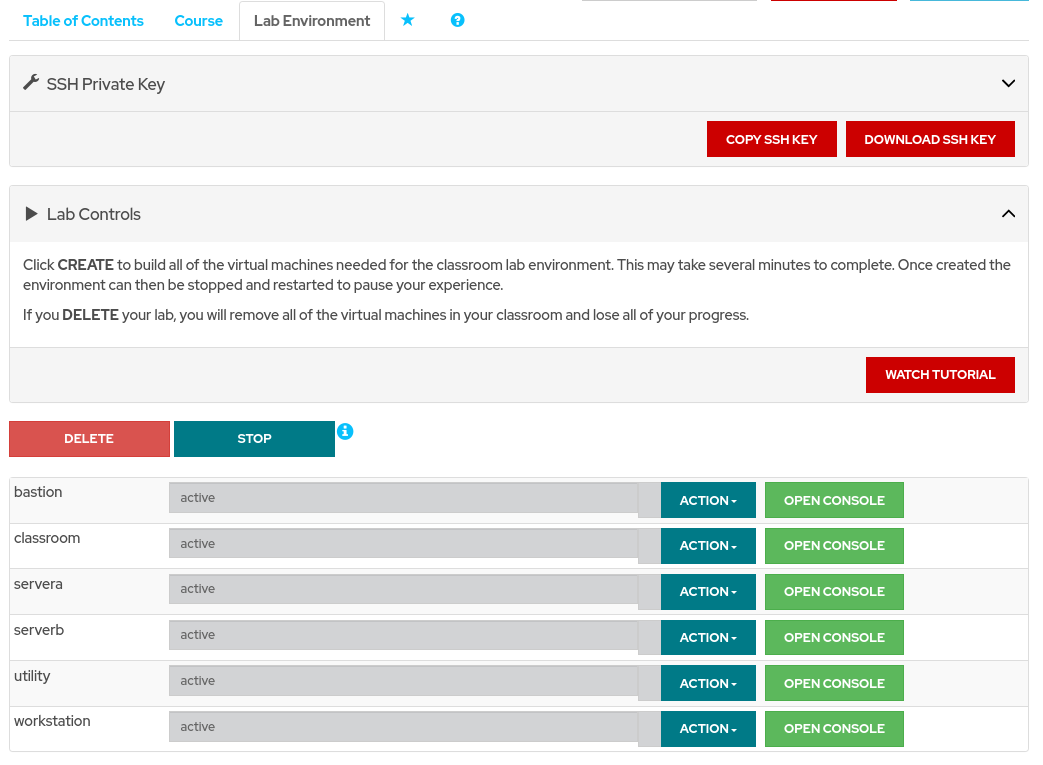 Table of Contents Course Lab Environment
SSH Private Key
COPY SSH KEY DOWNLOAD SSH KEY
Lab Controls
Click CREATE to build all of the virtual machines needed for the classroom lab environment. This may take several minutes to complete. Once created the
environment can then be stopped and restarted to pause your experience.
If you DELETE your lab, you will remove all of the virtual machines in your classroom and lose all of your progress.
WATCH TUTORIAL
DELETE STOP
bastion active ACTION OPEN CONSOLE
classroom active ACTION OPEN CONSOLE
servera active ACTION OPEN CONSOLE
serverb active ACTION OPEN CONSOLE
utility active ACTION OPEN CONSOLE
workstation active ACTION OPEN CONSOLE